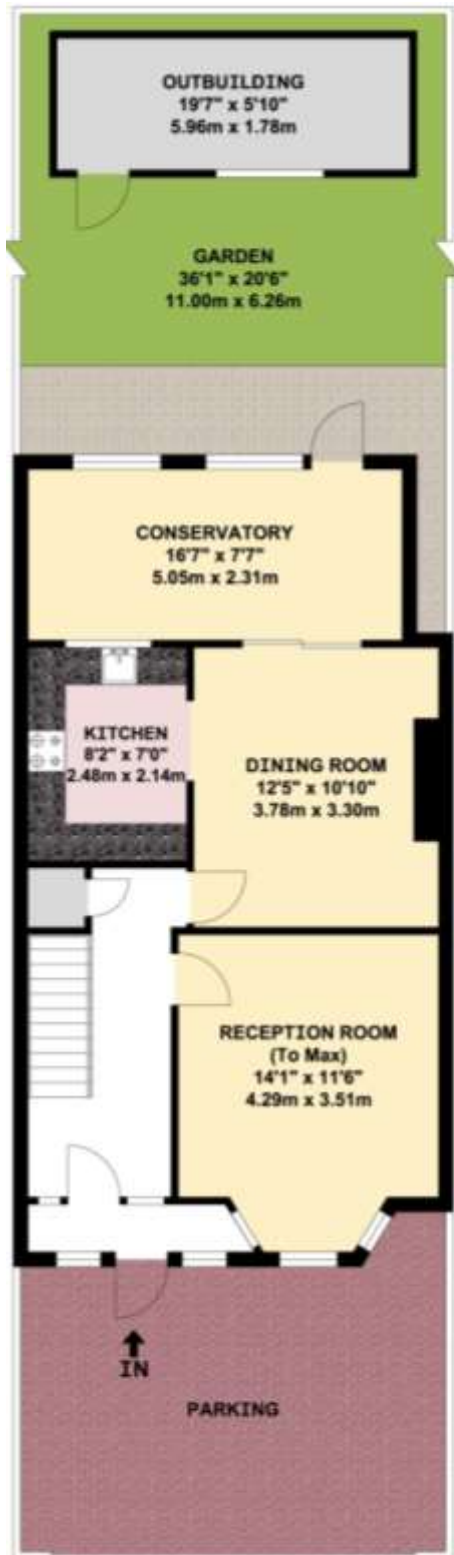 OUTBUILDING
19'7" x 5'10"
5.96m x 1.78m
GARDEN
36'1" x 20'6"
11.00m x 6.26m
CONSERVATORY
16'7" x 7'7"
5.05m x 2.31m
KITCHEN
8'2" x 7'0"
2.48m x 2.14m
DINING ROOM
12'5" x 10'10"
3.78m x 3.30m
RECEPTION ROOM
(To Max)
14'1" x 11'6"
4.29m x 3.51m
IN
PARKING